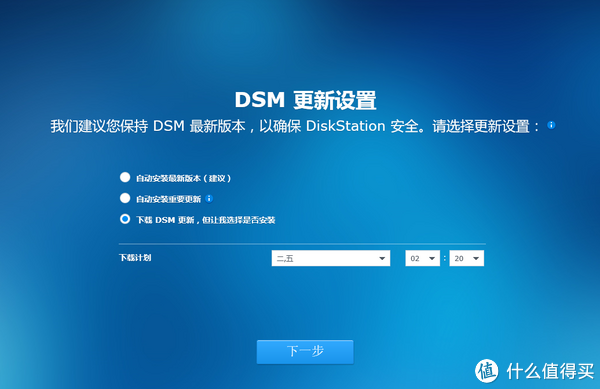 DSM 更新设置
我们建议您保持 DSM 最新版本，以确保 DiskStation 安全。请选择更新设置：
自动安装最新版本（建议）
自动安装重要更新
下载 DSM 更新，但让我选择是否安装
下载计划 二,五 02 : 20
下一步
值 什么值得买